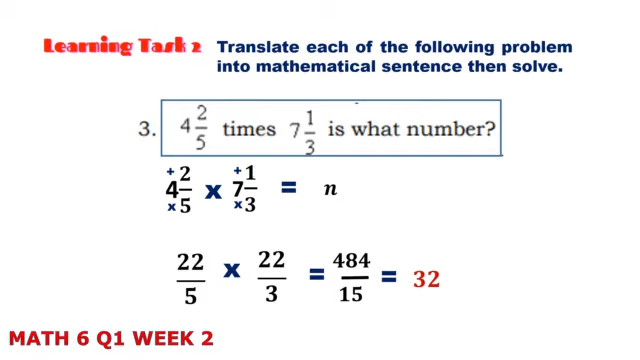 Learning Task 2
Translate each of the following problem
into mathematical sentence then solve.
3. 4 2/5 times 7 1/3 is what number?
+ +
4 2/5 x 7 1/3 = n
x x
22/5 x 22/3 = 484/15 = 32
MATH 6 Q1 WEEK 2